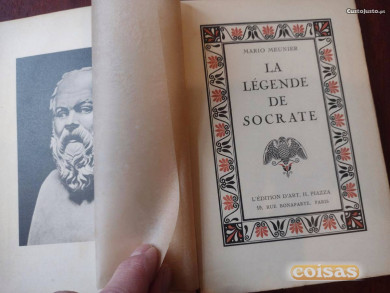 CustoJusto.pt
MARIO MEUNIER
LA
LÉGENDE
DE
SOCRATE
L'ÉDITION D'ART, H. PIAZZA
19, RUE BONAPARTE, PARIS
coisas